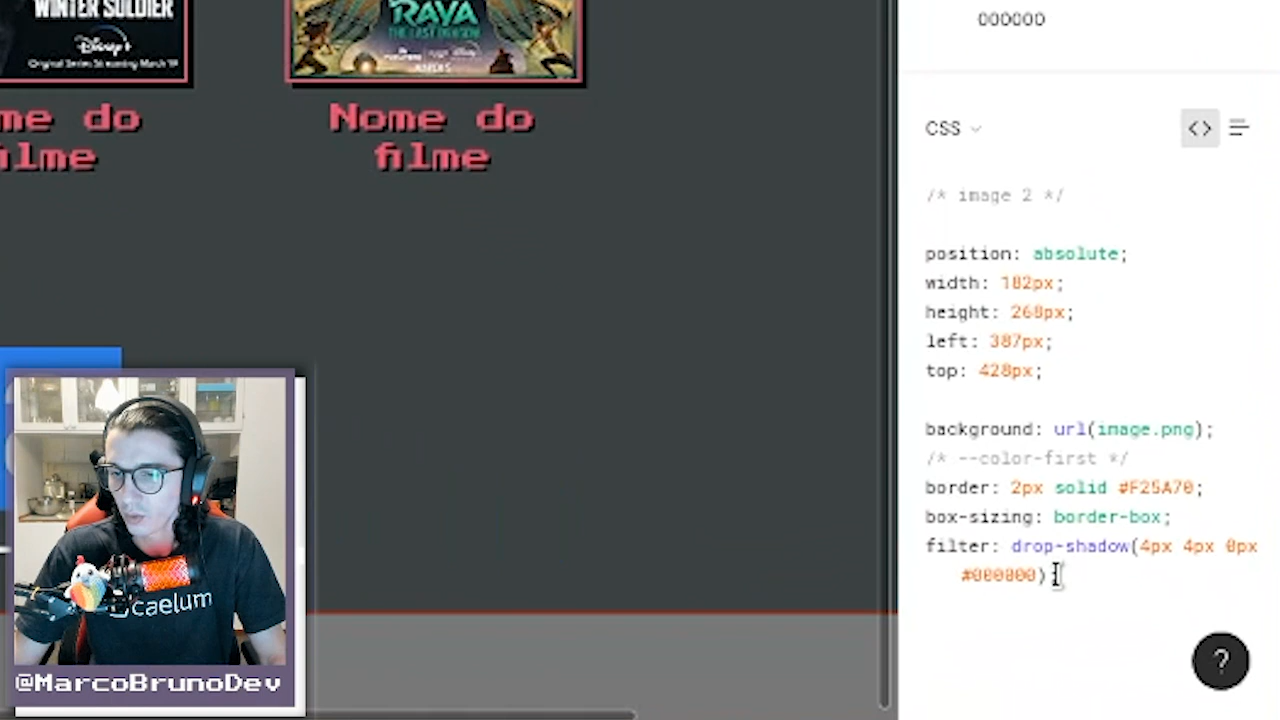 WINTER SOLDIER
Disney+
Original Series Streaming March 19
RAYA
THE LAST DRAGON
me do
ilme
Nome do
filme
000000
CSS
/* image 2 */
position: absolute;
width: 182px;
height: 268px;
left: 387px;
top: 428px;
background: url(image.png);
/* --color-first */
border: 2px solid #F25A70;
box-sizing: border-box;
filter: drop-shadow(4px 4px 0px
#000000)
caelum
@MarcoBrunoDev
?